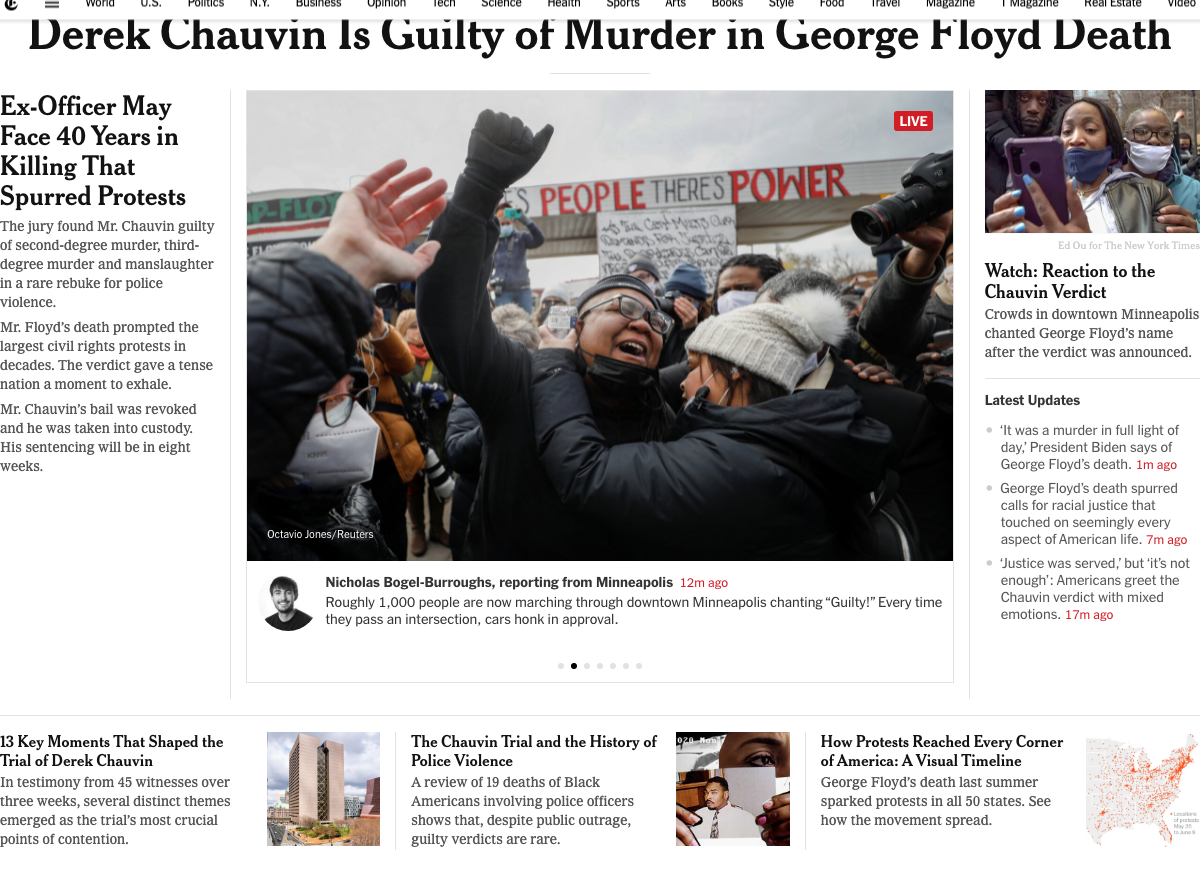 World U.S. Politics N.Y. Business Opinion Tech Science Health Sports Arts Books Style Food Travel Magazine T Magazine Real Estate Video
Derek Chauvin Is Guilty of Murder in George Floyd Death
Ex-Officer May
Face 40 Years in
Killing That
Spurred Protests
The jury found Mr. Chauvin guilty
of second-degree murder, third-
degree murder and manslaughter
in a rare rebuke for police
violence.
Mr. Floyd’s death prompted the
largest civil rights protests in
decades. The verdict gave a tense
nation a moment to exhale.
Mr. Chauvin’s bail was revoked
and he was taken into custody.
His sentencing will be in eight
weeks.
LIVE
PEOPLE THERES POWER
Octavio Jones/Reuters
Nicholas Bogel-Burroughs, reporting from Minneapolis 12m ago
Roughly 1,000 people are now marching through downtown Minneapolis chanting “Guilty!” Every time
they pass an intersection, cars honk in approval.
Ed Ou for The New York Times
Watch: Reaction to the
Chauvin Verdict
Crowds in downtown Minneapolis
chanted George Floyd’s name
after the verdict was announced.
Latest Updates
‘It was a murder in full light of
day,’ President Biden says of
George Floyd’s death. 1m ago
George Floyd’s death spurred
calls for racial justice that
touched on seemingly every
aspect of American life. 7m ago
‘Justice was served,’ but ‘it’s not
enough’: Americans greet the
Chauvin verdict with mixed
emotions. 17m ago
13 Key Moments That Shaped the
Trial of Derek Chauvin
In testimony from 45 witnesses over
three weeks, several distinct themes
emerged as the trial’s most crucial
points of contention.
The Chauvin Trial and the History of
Police Violence
A review of 19 deaths of Black
Americans involving police officers
shows that, despite public outrage,
guilty verdicts are rare.
How Protests Reached Every Corner
of America: A Visual Timeline
George Floyd’s death last summer
sparked protests in all 50 states. See
how the movement spread.
Locations
of protests